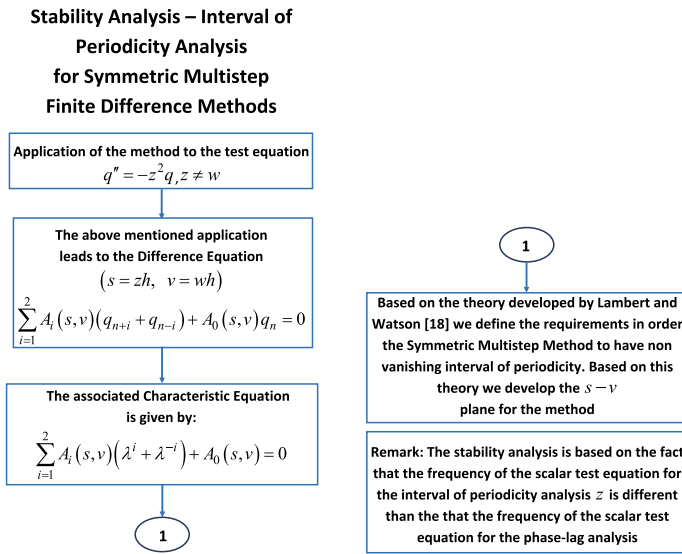 Stability Analysis – Interval of
Periodicity Analysis
for Symmetric Multistep
Finite Difference Methods
Application of the method to the test equation
q″ = −z²q, z ≠ w
The above mentioned application
leads to the Difference Equation
(s = zh, v = wh)
∑_{i=1}^{2} A_i(s,v)(q_{n+i} + q_{n−i}) + A_0(s,v)q_n = 0
The associated Characteristic Equation
is given by:
∑_{i=1}^{2} A_i(s,v)(λ^i + λ^{−i}) + A_0(s,v) = 0
1
1
Based on the theory developed by Lambert and
Watson [18] we define the requirements in order
the Symmetric Multistep Method to have non
vanishing interval of periodicity. Based on this
theory we develop the s − v
plane for the method
Remark: The stability analysis is based on the fact
that the frequency of the scalar test equation for
the interval of periodicity analysis z is different
than the that the frequency of the scalar test
equation for the phase-lag analysis